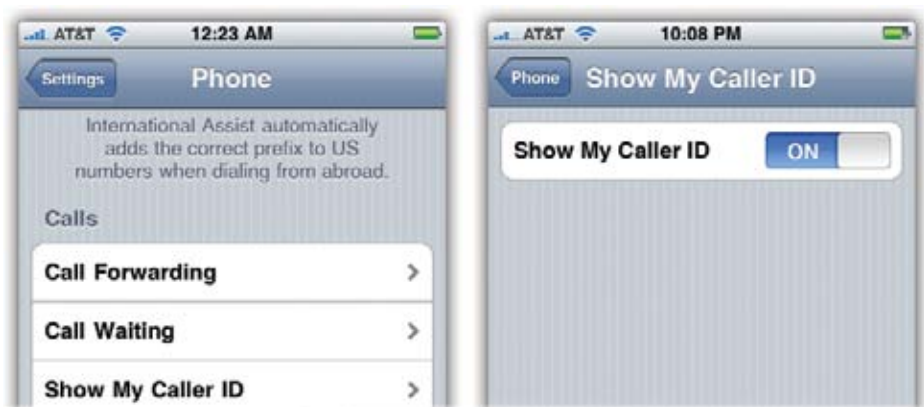 AT&T 12:23 AM
Settings Phone
International Assist automatically
adds the correct prefix to US
numbers when dialing from abroad.
Calls
Call Forwarding
Call Waiting
Show My Caller ID
AT&T 10:08 PM
Phone Show My Caller ID
Show My Caller ID ON